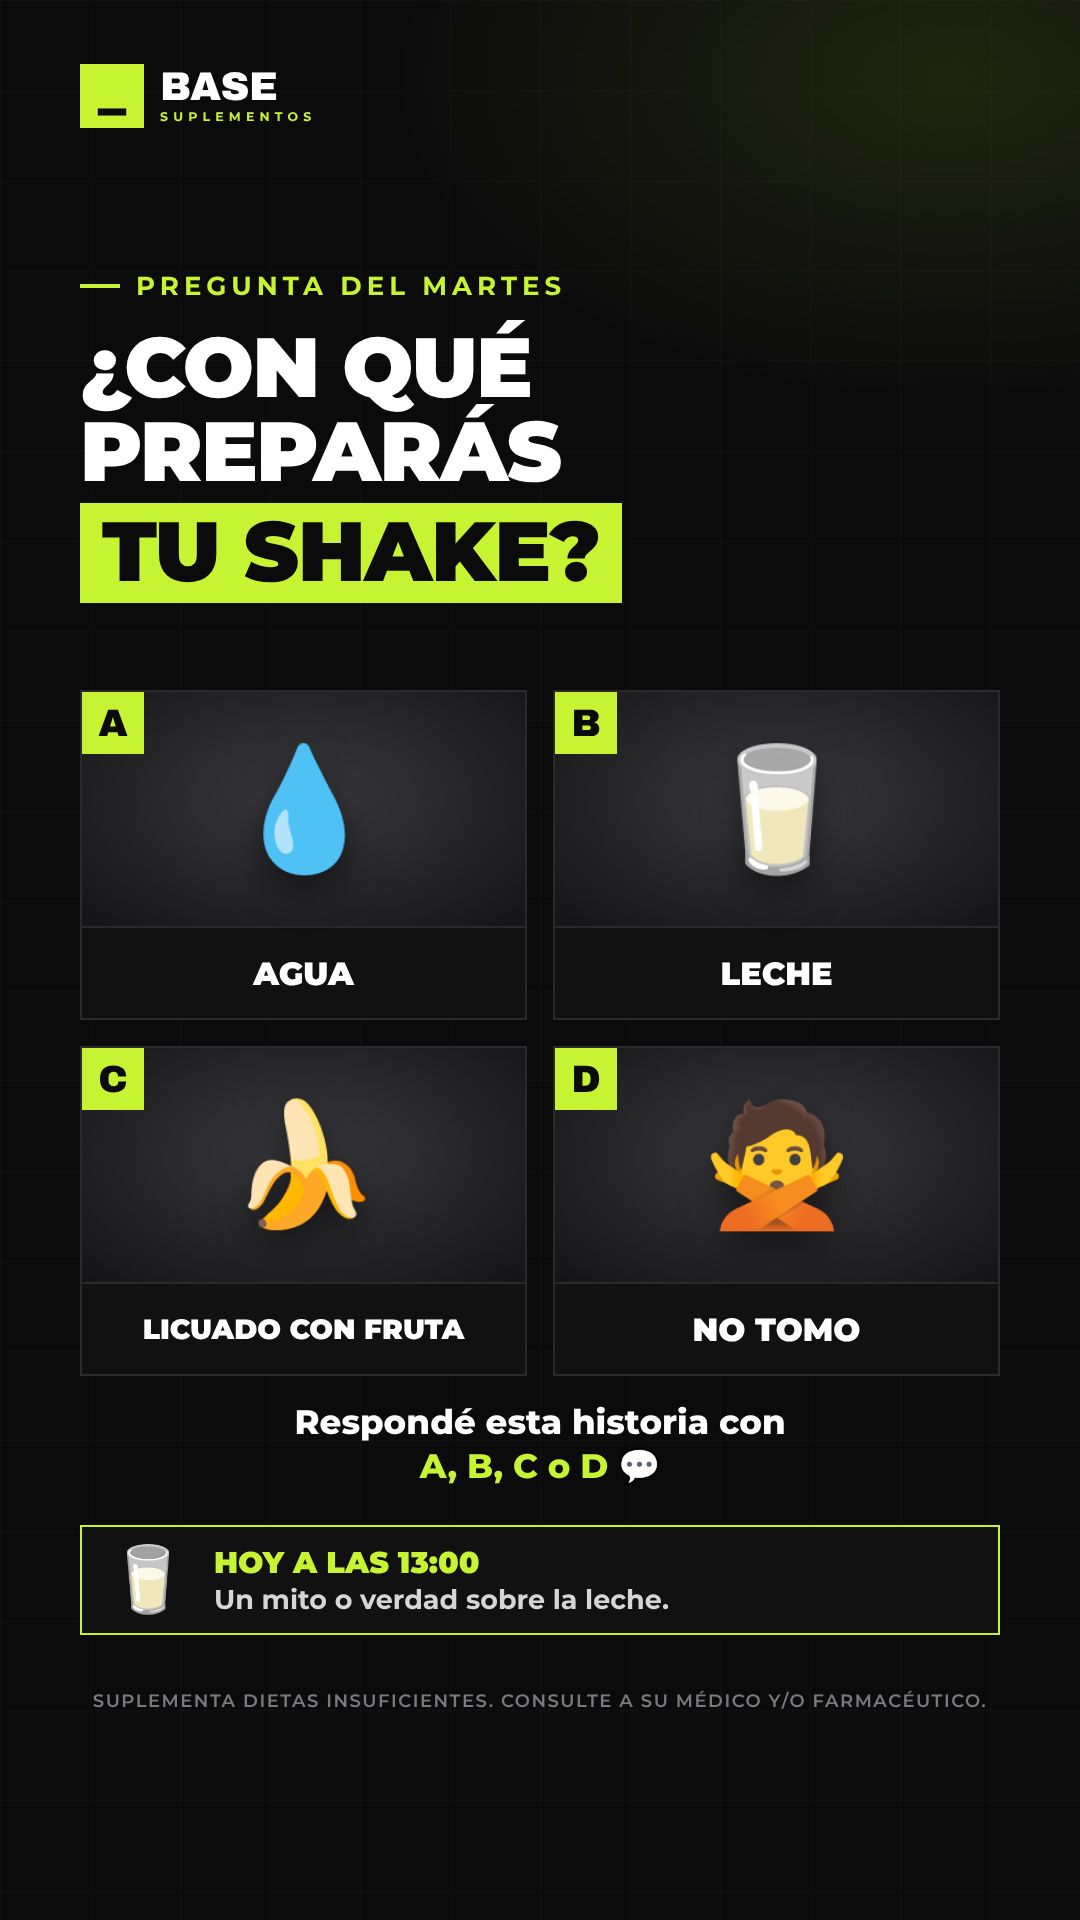 BASE
SUPLEMENTOS
PREGUNTA DEL MARTES
¿CON QUÉ
PREPARÁS
TU SHAKE?
A
AGUA
B
LECHE
C
LICUADO CON FRUTA
D
NO TOMO
Respondé esta historia con
A, B, C o D 💬
HOY A LAS 13:00
Un mito o verdad sobre la leche.
SUPLEMENTA DIETAS INSUFICIENTES. CONSULTE A SU MÉDICO Y/O FARMACÉUTICO.